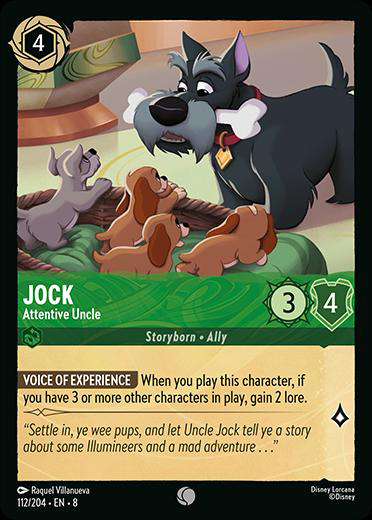 4
JOCK
Attentive Uncle
3
4
Storyborn • Ally
VOICE OF EXPERIENCE When you play this character, if
you have 3 or more other characters in play, gain 2 lore.
“Settle in, ye wee pups, and let Uncle Jock tell ye a story
about some Illumineers and a mad adventure . . .”
Raquel Villanueva
112/204 • EN • 8
Disney Lorcana
©Disney